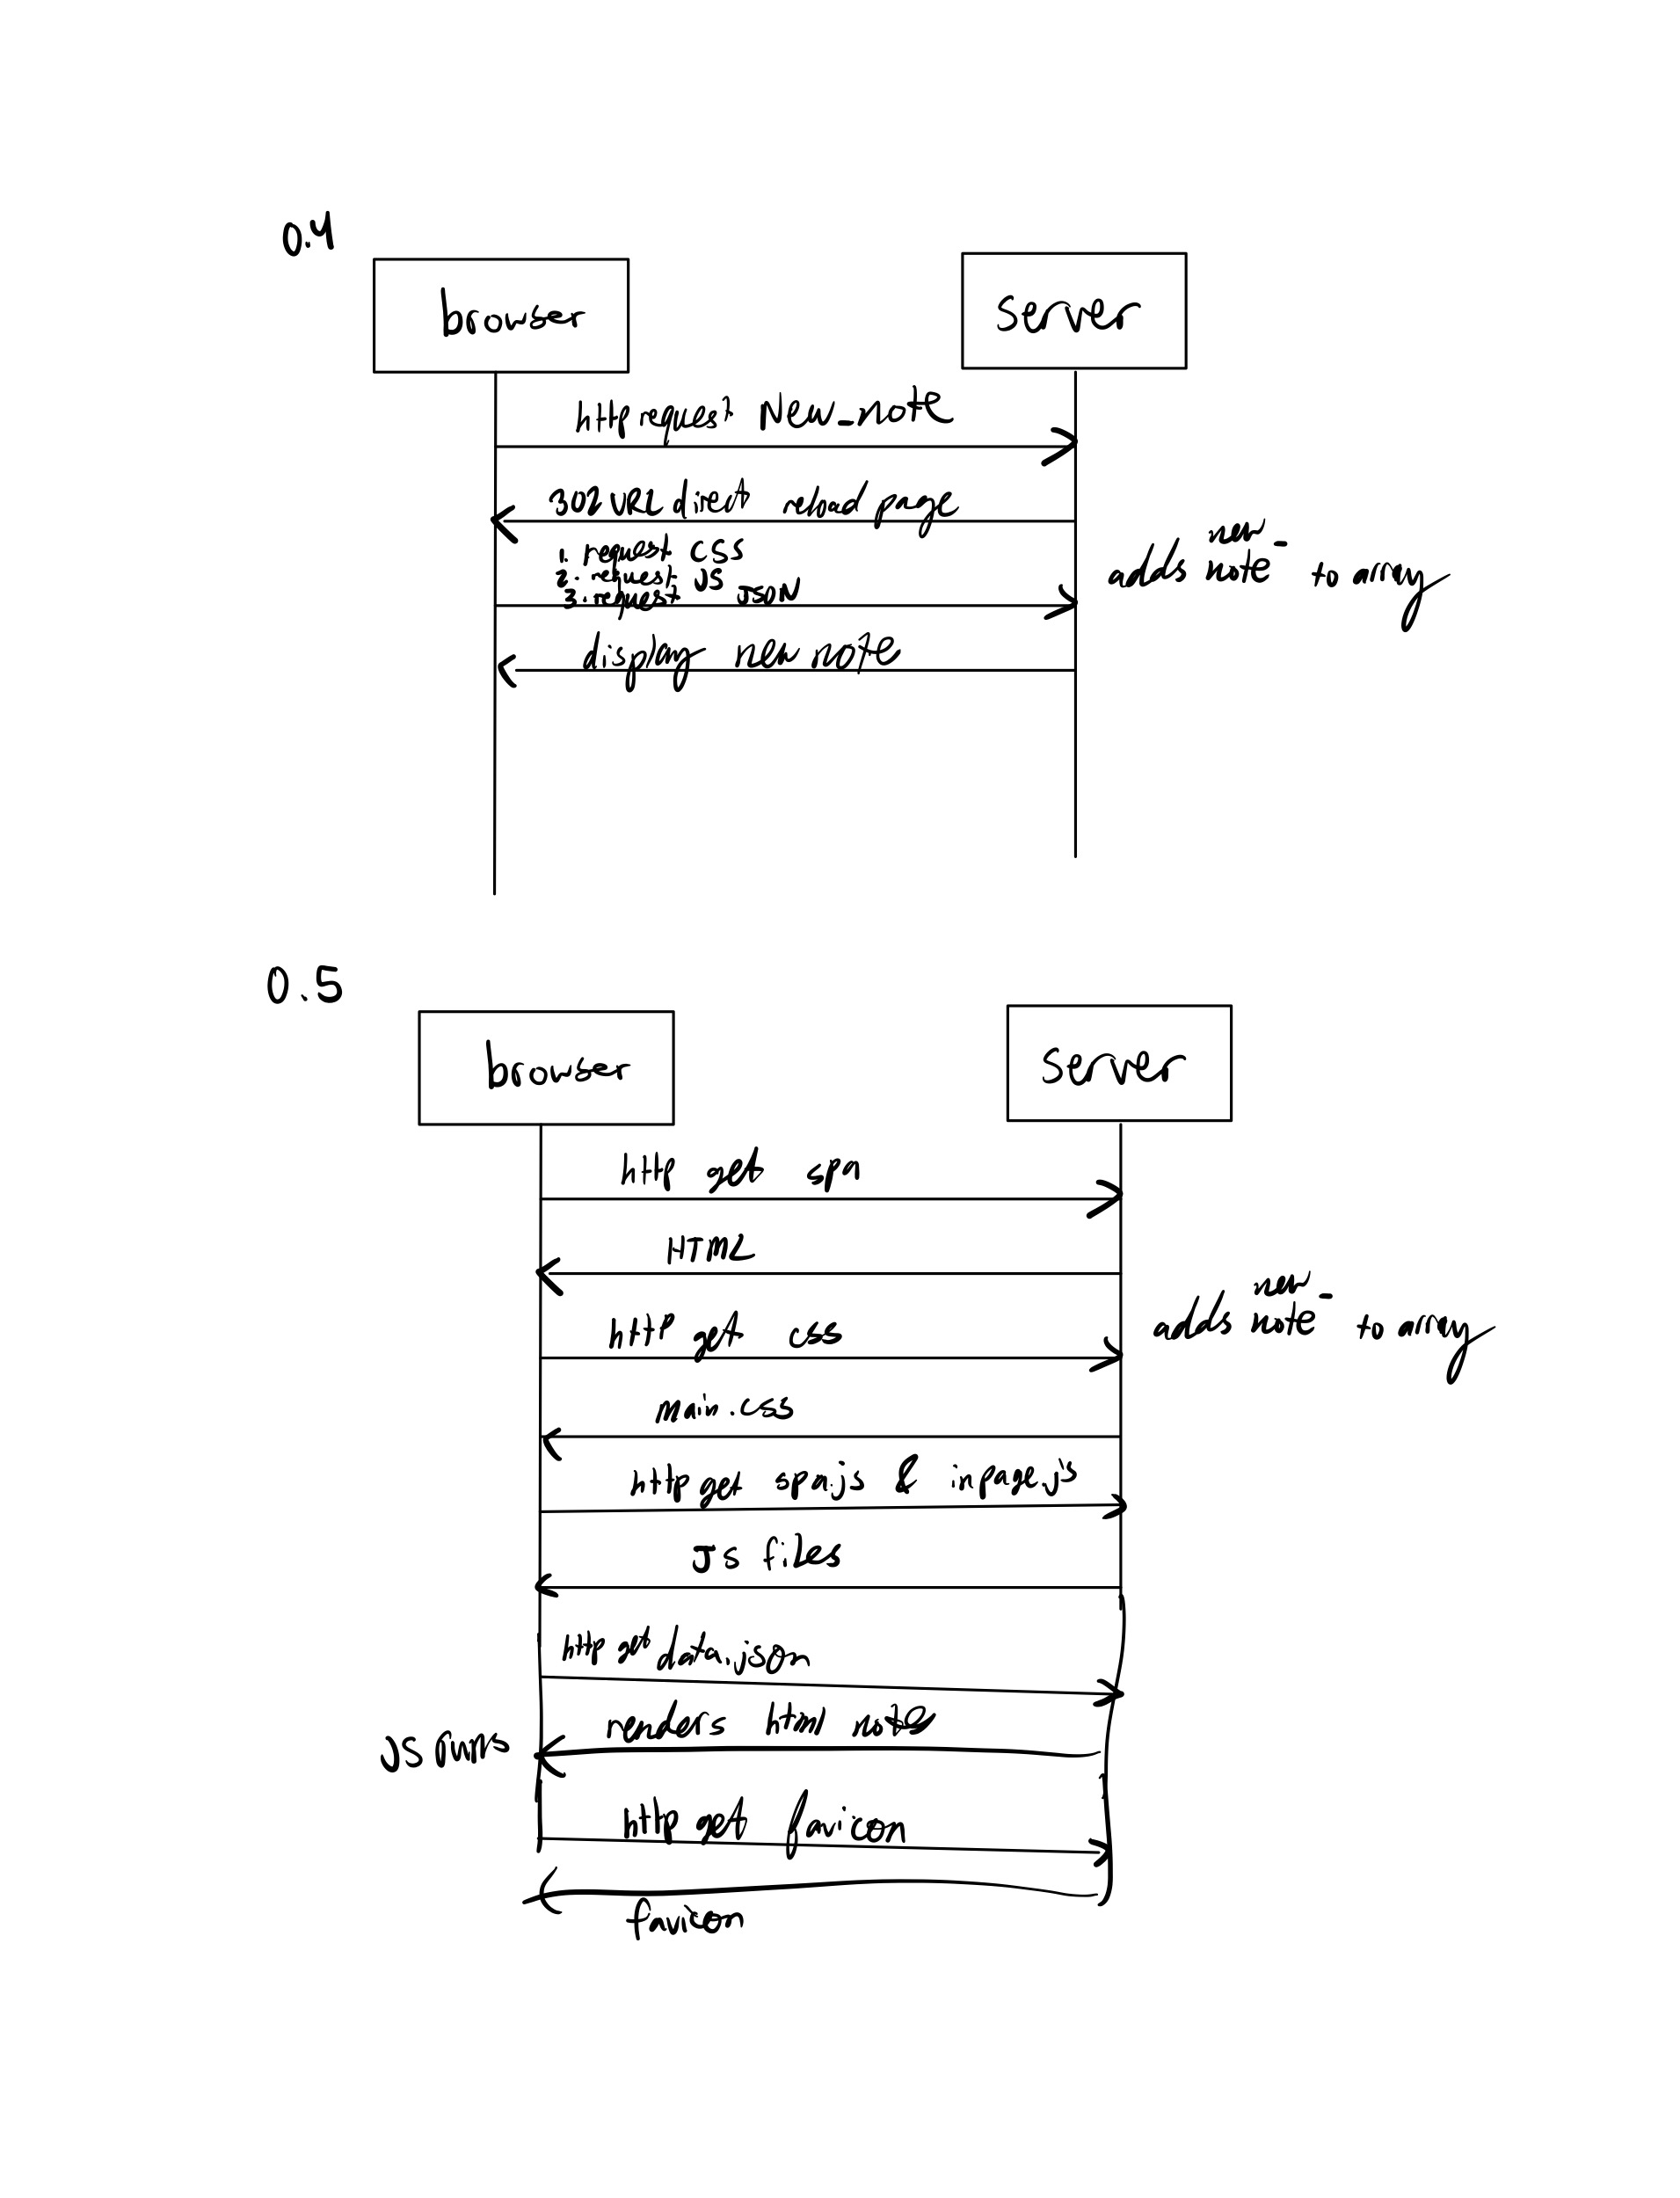 0.4
browser
server
http request New_note
302 URL direct reload page
1. request css
2. request JS
3. request JSON
adds new_note to array
display new note
0.5
browser
server
http get spa
HTML
http get css
adds new_note to array
main.css
http get spa.js & inpage.js
JS files
http get data.json
renders html note
JS runs
http get favicon
favicon